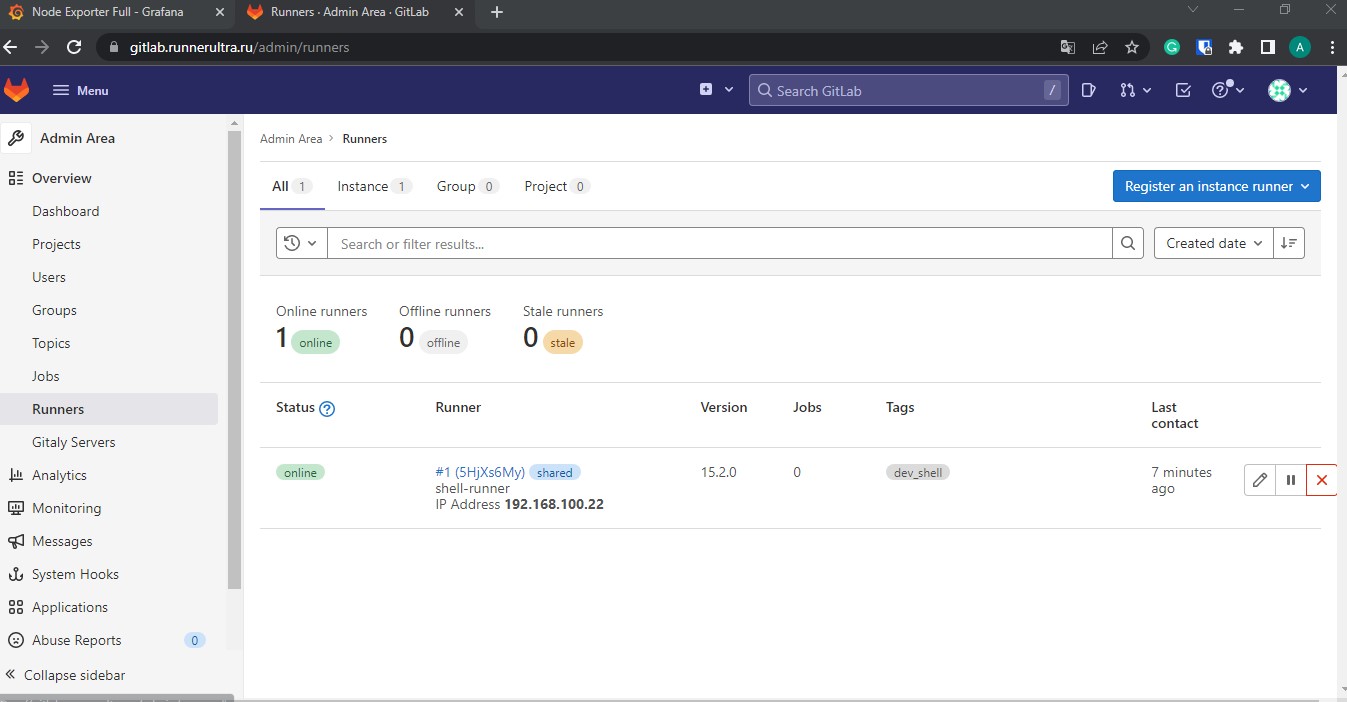 Node Exporter Full - Grafana
Runners · Admin Area · GitLab
gitlab.runnerultra.ru/admin/runners
A
Menu
Search GitLab
/
Admin Area
Overview
Dashboard
Projects
Users
Groups
Topics
Jobs
Runners
Gitaly Servers
Analytics
Monitoring
Messages
System Hooks
Applications
Abuse Reports 0
Collapse sidebar
Admin Area > Runners
All 1 Instance 1 Group 0 Project 0
Register an instance runner
Search or filter results...
Created date
Online runners Offline runners Stale runners
1 online 0 offline 0 stale
Status Runner Version Jobs Tags Last
contact
online #1 (5HjXs6My) shared 15.2.0 0 dev_shell 7 minutes
shell-runner ago
IP Address 192.168.100.22